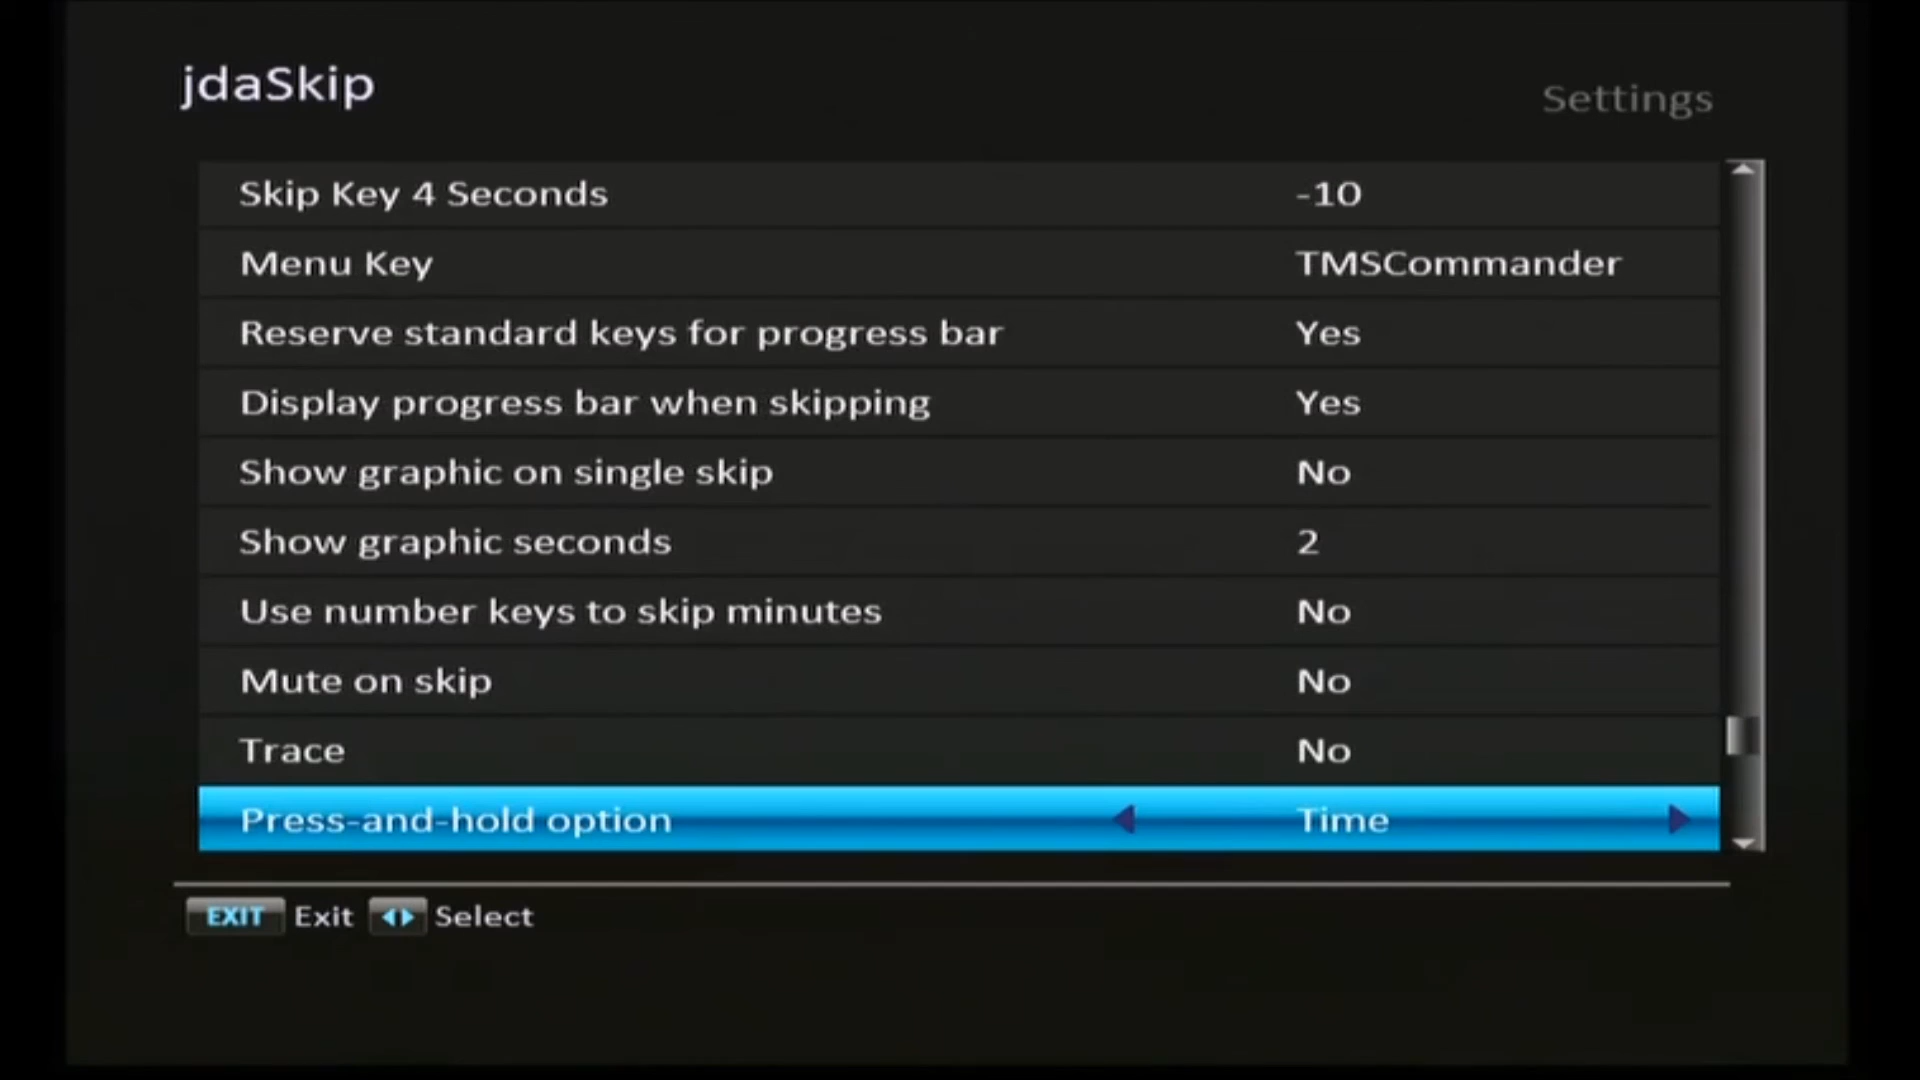 jdaSkip
Settings
Skip Key 4 Seconds -10
Menu Key TMSCommander
Reserve standard keys for progress bar Yes
Display progress bar when skipping Yes
Show graphic on single skip No
Show graphic seconds 2
Use number keys to skip minutes No
Mute on skip No
Trace No
Press-and-hold option Time
EXIT Exit Select